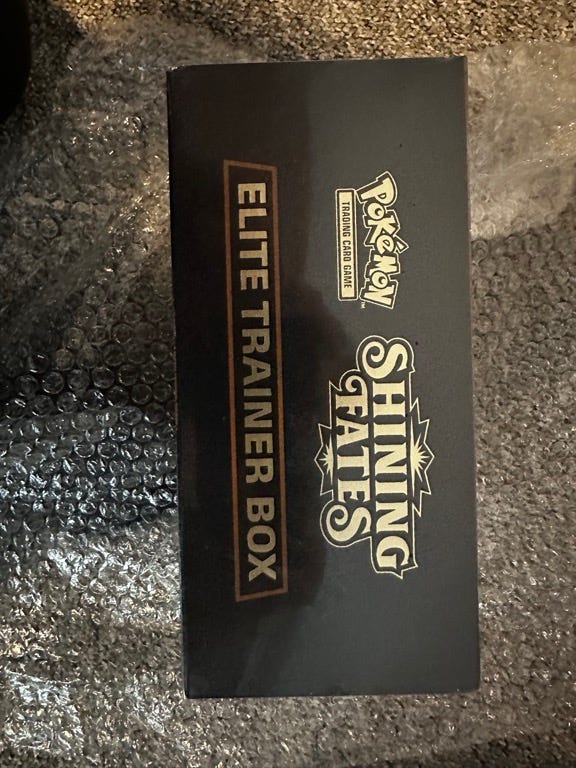 Pokémon
TRADING CARD GAME
SHINING
FATES
ELITE TRAINER BOX